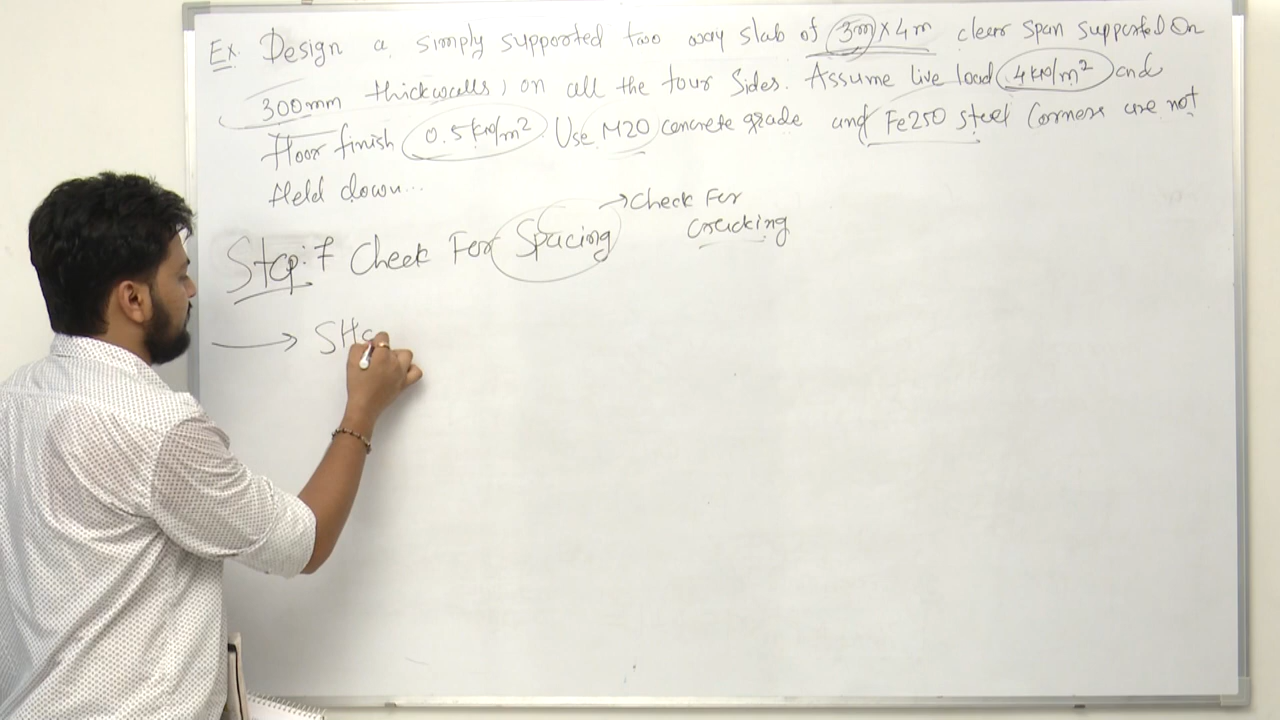 Ex: Design a simply supported two way slab of 3m x 4m clear span supported on
300mm thick walls, on all the four sides. Assume live load 4 kN/m² and
floor finish 0.5 kN/m² Use M20 concrete grade and Fe250 steel Corners are not
Held down...
Step: 7 Check For Spacing → Check For
cracking
→ Ste